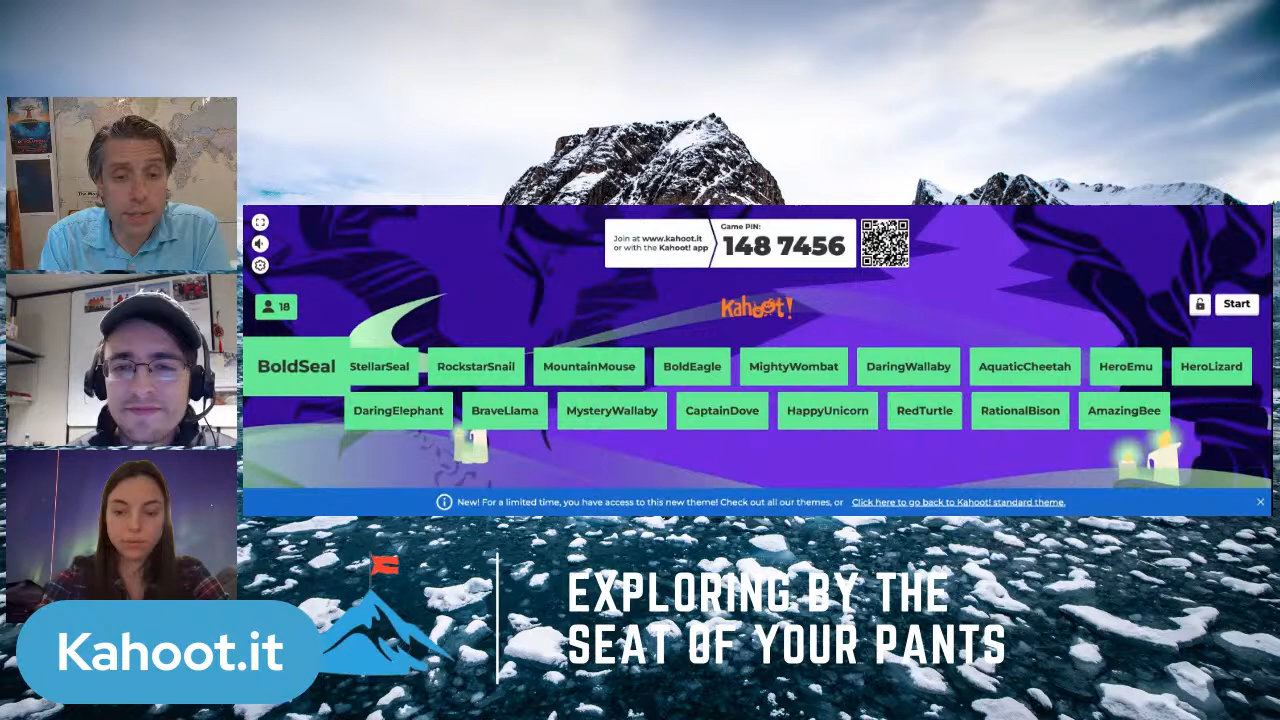 Join at www.kahoot.it
or with the Kahoot! app
Game PIN:
148 7456
18
Kahoot!
Start
BoldSeal
StellarSeal
RockstarSnail
MountainMouse
BoldEagle
MightyWombat
DaringWallaby
AquaticCheetah
HeroEmu
HeroLizard
DaringElephant
BraveLlama
MysteryWallaby
CaptainDove
HappyUnicorn
RedTurtle
RationalBison
AmazingBee
New! For a limited time, you have access to this new theme! Check out all our themes, or Click here to go back to Kahoot! standard theme.
Kahoot.it
EXPLORING BY THE
SEAT OF YOUR PANTS